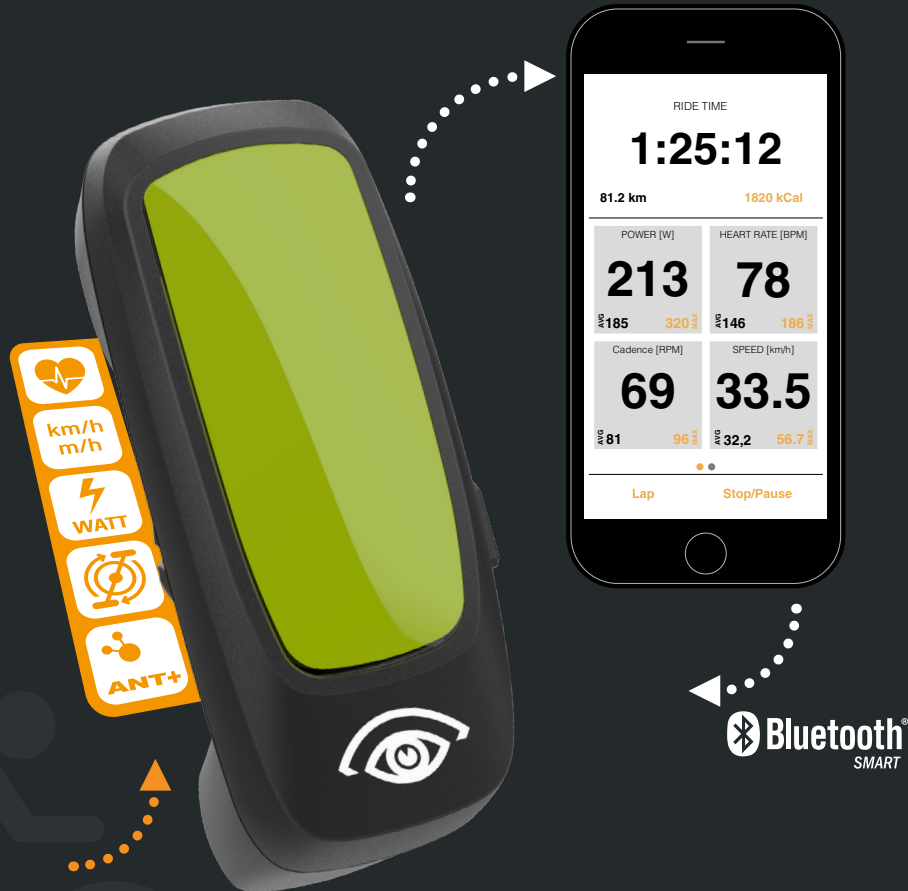 RIDE TIME
1:25:12
81.2 km 1820 kCal
POWER [W] HEART RATE [BPM]
213 78
AVG 185 320 MAX AVG 146 186 MAX
Cadence [RPM] SPEED [km/h]
69 33.5
AVG 81 96 MAX AVG 32,2 56.7 MAX
Lap Stop/Pause
km/h
m/h
WATT
ANT+
Bluetooth®
SMART